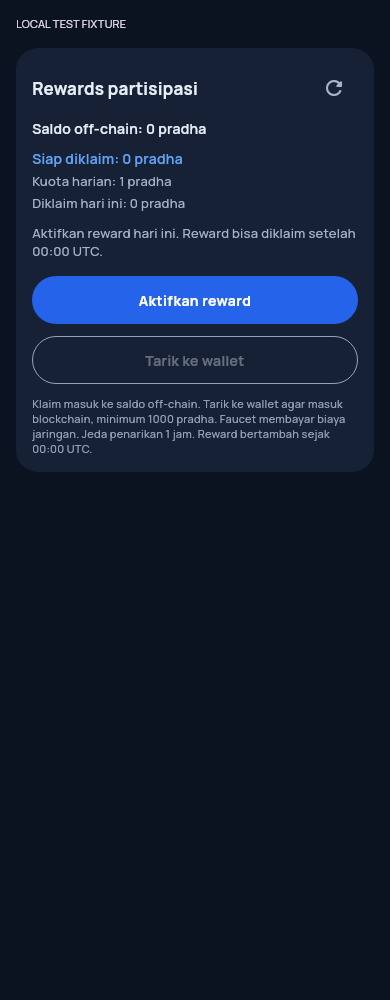 LOCAL TEST FIXTURE
Rewards partisipasi
Saldo off-chain: 0 pradha
Siap diklaim: 0 pradha
Kuota harian: 1 pradha
Diklaim hari ini: 0 pradha
Aktifkan reward hari ini. Reward bisa diklaim setelah
00:00 UTC.
Aktifkan reward
Tarik ke wallet
Klaim masuk ke saldo off-chain. Tarik ke wallet agar masuk
blockchain, minimum 1000 pradha. Faucet membayar biaya
jaringan. Jeda penarikan 1 jam. Reward bertambah sejak
00:00 UTC.